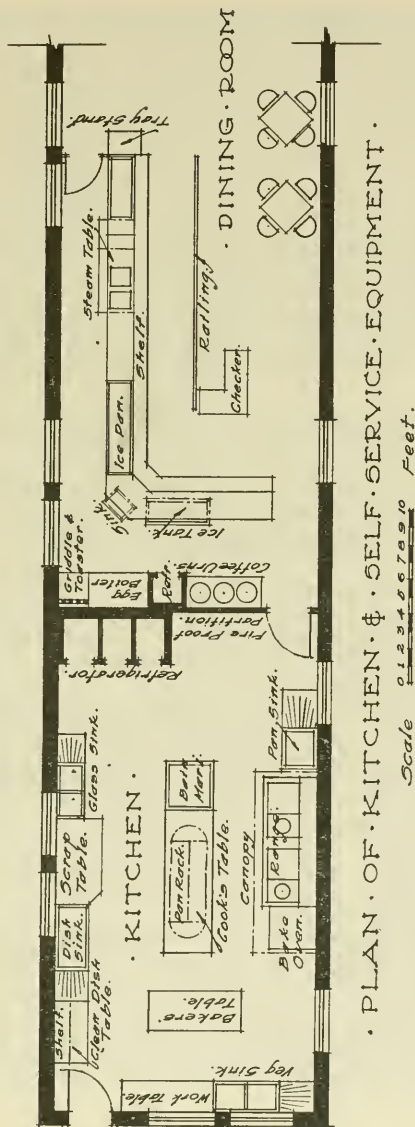 Tray Stand.
· DINING · ROOM
Steam Table.
Shelf.
Railings
Checker.
Ice Pan.
Sink.
Ice Tank.
Griddle &
Toaster.
Egg
Boiler
Refr.
Coffee Urns.
Fire Proof
Partition.
Refrigerator.
Glass Sink.
Scrap
Table.
Dish
Sink.
Shelf.
Clean Dish
Table.
· KITCHEN ·
Bain
Mari.
Pan Rack.
Cook's Table.
Pan Sink.
Canopy
Range.
Bake
Oven.
Bakers'
Table.
Work Table.
Veg Sink.
· PLAN · OF · KITCHEN · & · SELF · SERVICE · EQUIPMENT ·
Scale 0 1 2 3 4 5 6 7 8 9 10 Feet.